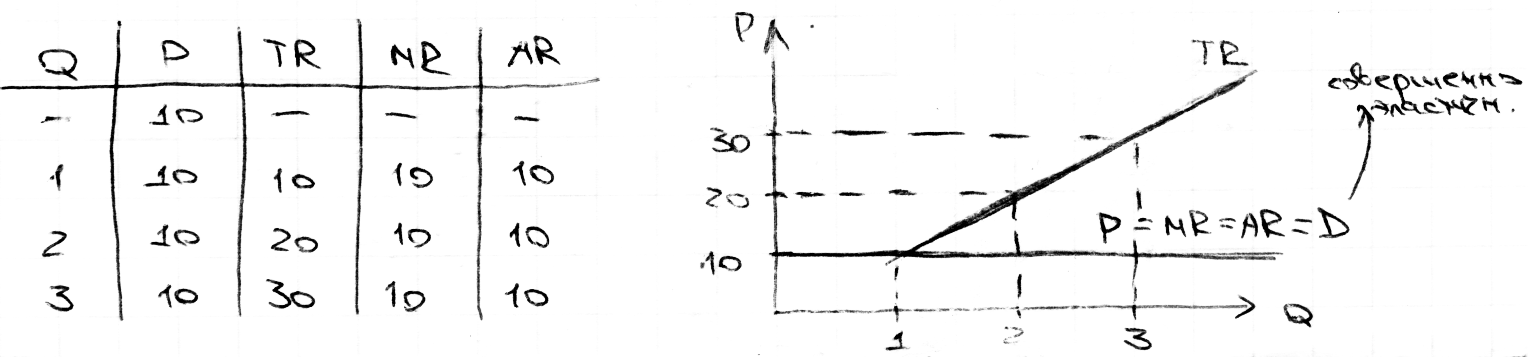 Q P TR MR AR
- 10 - - -
1 10 10 10 10
2 10 20 10 10
3 10 30 10 10
P
TR
совершенно
эластичен.
30
20
P = MR = AR = D
10
1 2 3 Q